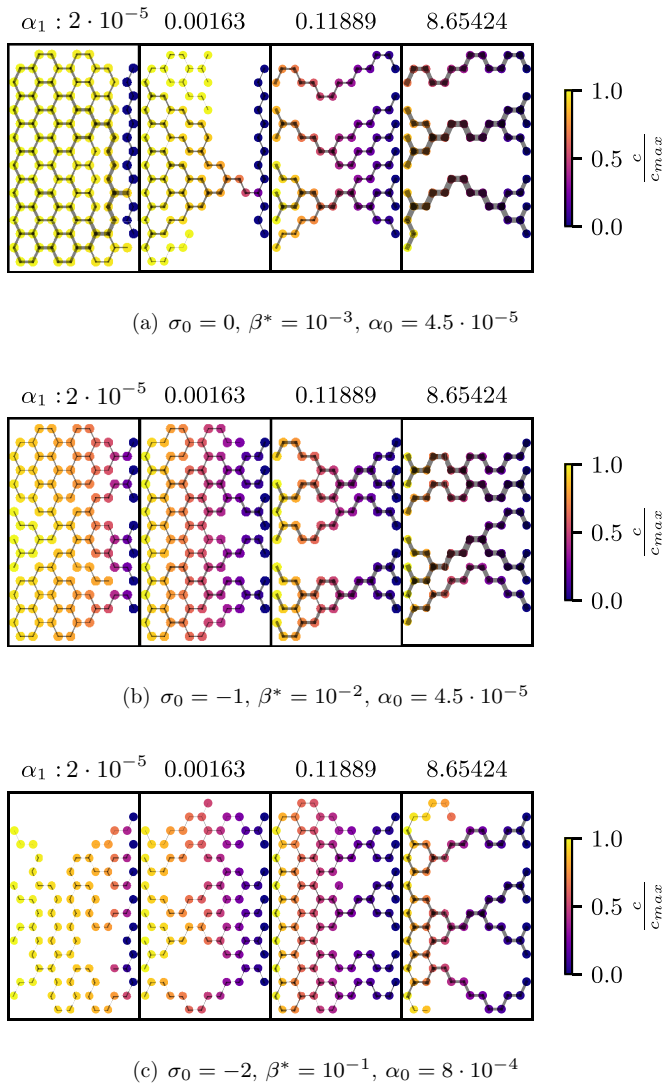 α₁ : 2 · 10⁻⁵ 0.00163 0.11889 8.65424
1.0
0.5
0.0
c/c_max
(a) σ₀ = 0, β* = 10⁻³, α₀ = 4.5 · 10⁻⁵
α₁ : 2 · 10⁻⁵ 0.00163 0.11889 8.65424
1.0
0.5
0.0
c/c_max
(b) σ₀ = −1, β* = 10⁻², α₀ = 4.5 · 10⁻⁵
α₁ : 2 · 10⁻⁵ 0.00163 0.11889 8.65424
1.0
0.5
0.0
c/c_max
(c) σ₀ = −2, β* = 10⁻¹, α₀ = 8 · 10⁻⁴